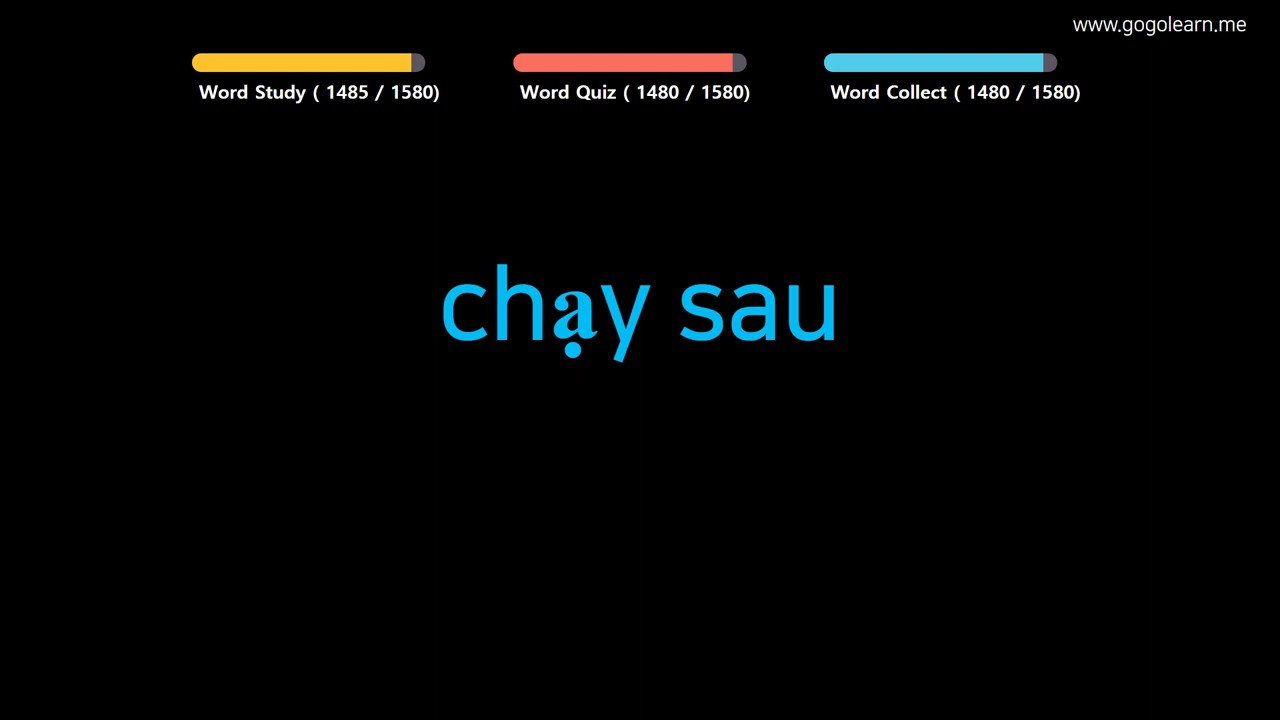 www.gogolearn.me
Word Study ( 1485 / 1580)
Word Quiz ( 1480 / 1580)
Word Collect ( 1480 / 1580)
chạy sau